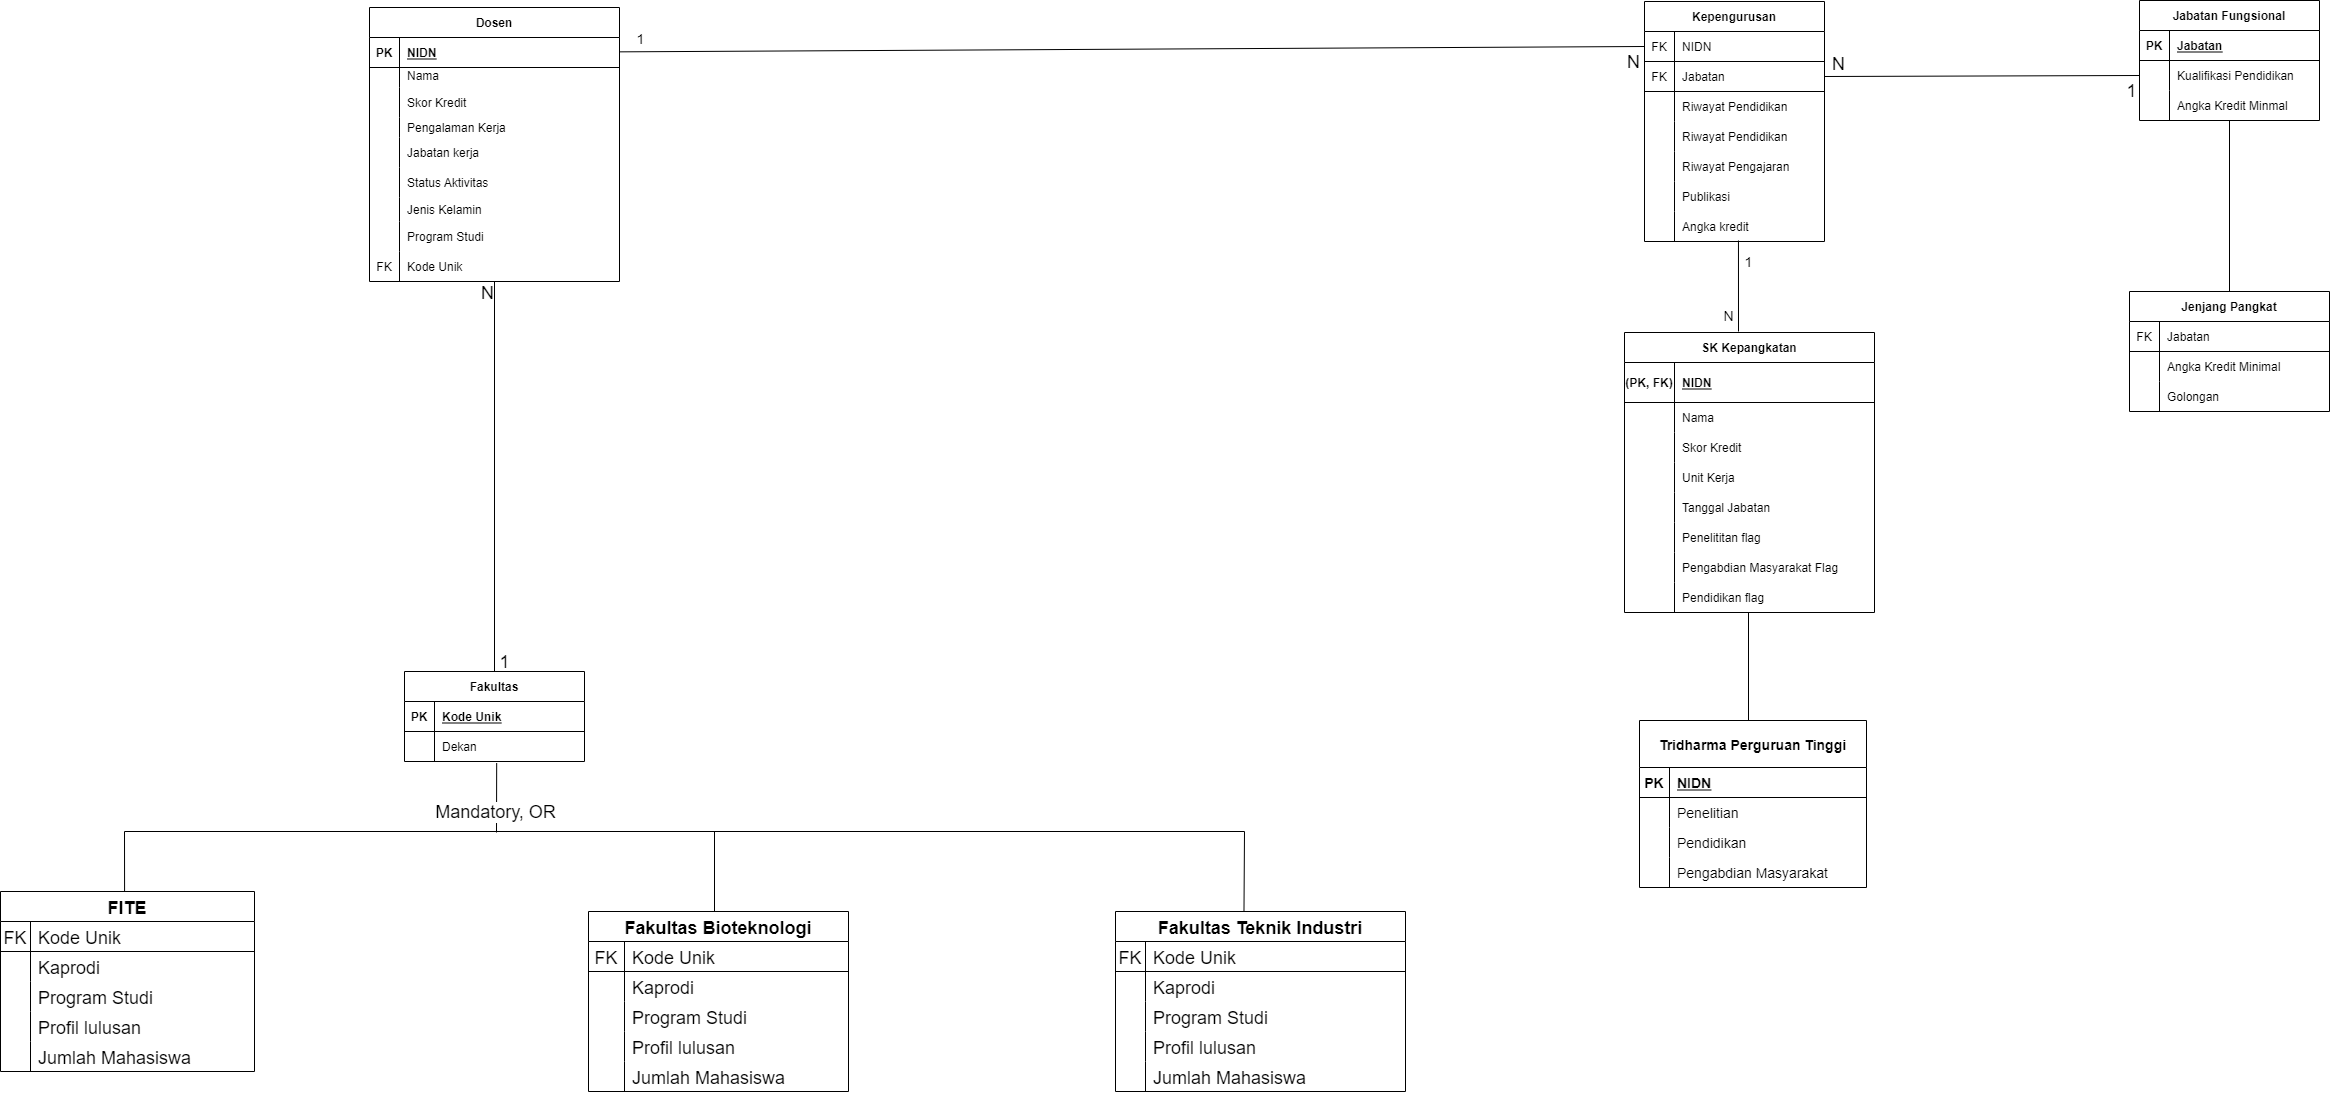 Dosen
PK NIDN
Nama
Skor Kredit
Pengalaman Kerja
Jabatan kerja
Status Aktivitas
Jenis Kelamin
Program Studi
FK Kode Unik
1
N
Kepengurusan
FK NIDN
FK Jabatan
Riwayat Pendidikan
Riwayat Pendidikan
Riwayat Pengajaran
Publikasi
Angka kredit
N
1
Jabatan Fungsional
PK Jabatan
Kualifikasi Pendidikan
Angka Kredit Minmal
Jenjang Pangkat
FK Jabatan
Angka Kredit Minimal
Golongan
1
N
SK Kepangkatan
(PK, FK) NIDN
Nama
Skor Kredit
Unit Kerja
Tanggal Jabatan
Penelititan flag
Pengabdian Masyarakat Flag
Pendidikan flag
Tridharma Perguruan Tinggi
PK NIDN
Penelitian
Pendidikan
Pengabdian Masyarakat
N
1
Fakultas
PK Kode Unik
Dekan
Mandatory, OR
FITE
FK Kode Unik
Kaprodi
Program Studi
Profil lulusan
Jumlah Mahasiswa
Fakultas Bioteknologi
FK Kode Unik
Kaprodi
Program Studi
Profil lulusan
Jumlah Mahasiswa
Fakultas Teknik Industri
FK Kode Unik
Kaprodi
Program Studi
Profil lulusan
Jumlah Mahasiswa